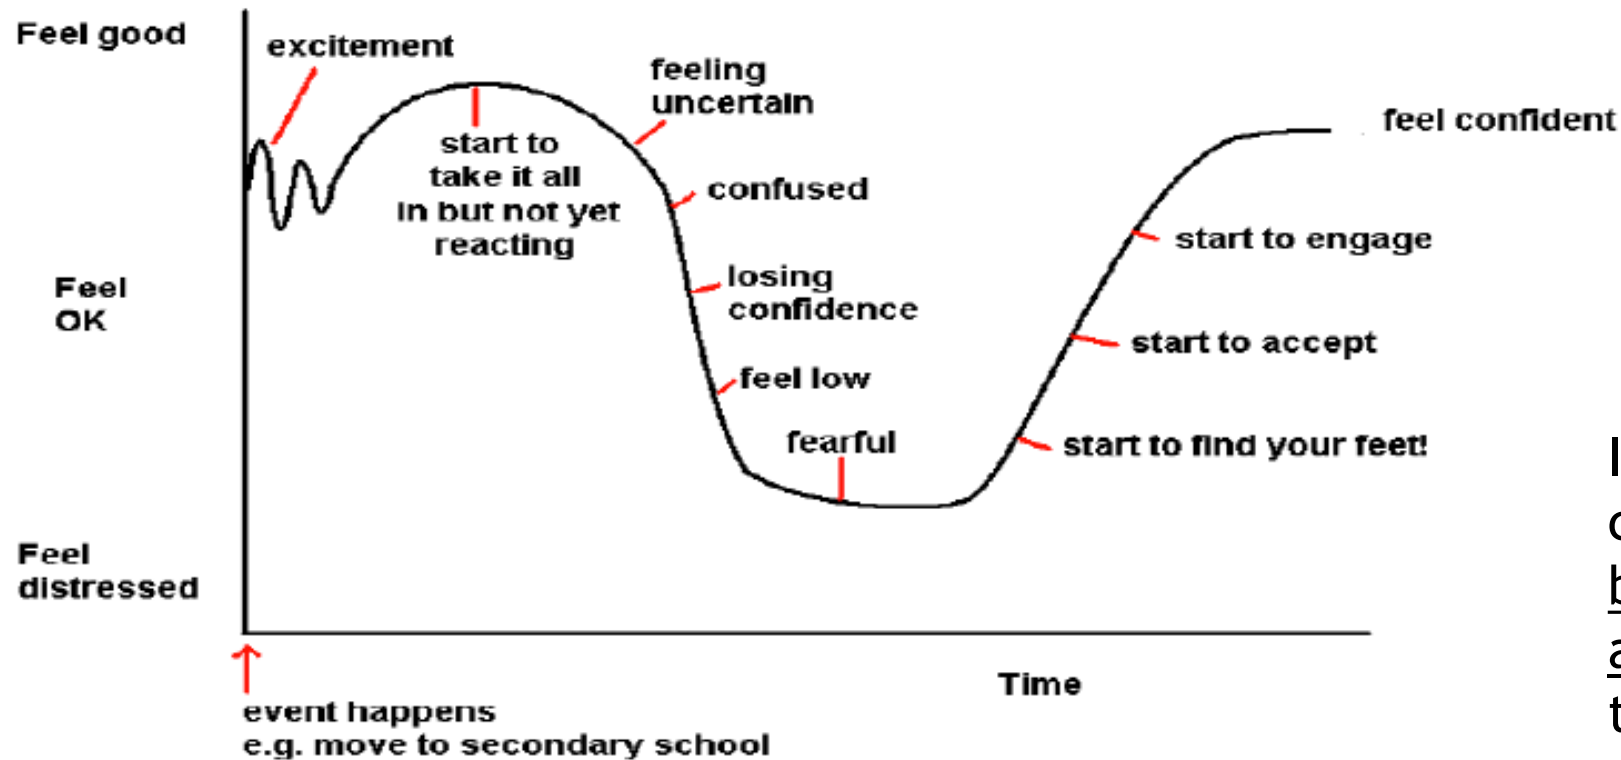 Feel good
excitement
feeling
uncertain
feel confident
start to
take it all
in but not yet
reacting
confused
start to engage
losing
confidence
Feel
OK
start to accept
feel low
fearful
start to find your feet!
Feel
distressed
Time
event happens
e.g. move to secondary school